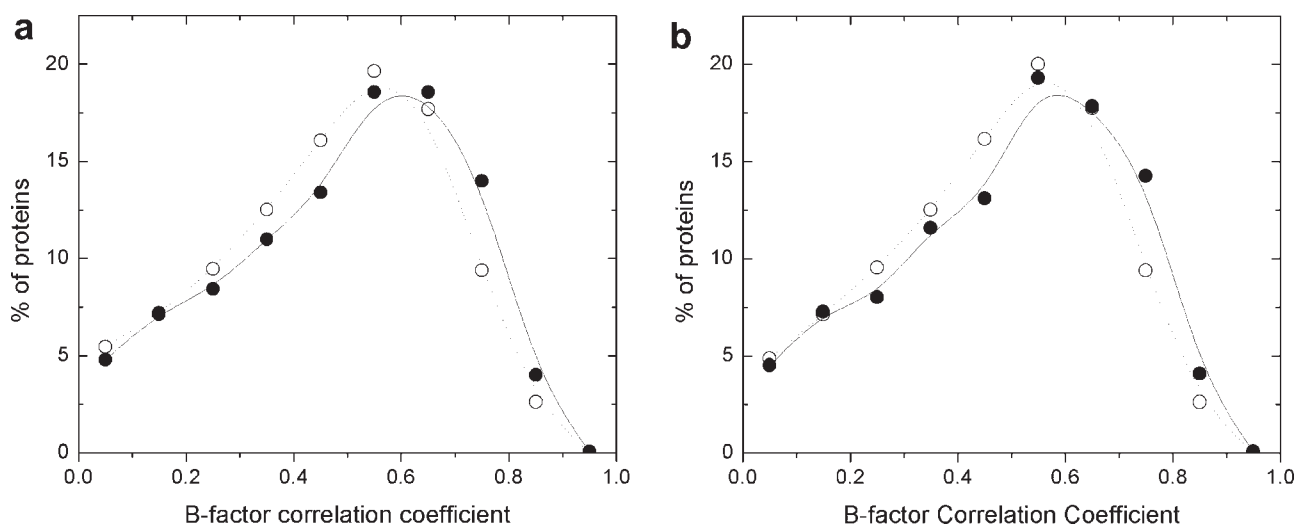 a
% of proteins
20
15
10
5
0
0.0 0.2 0.4 0.6 0.8 1.0
B-factor correlation coefficient
b
% of proteins
20
15
10
5
0
0.0 0.2 0.4 0.6 0.8 1.0
B-factor Correlation Coefficient